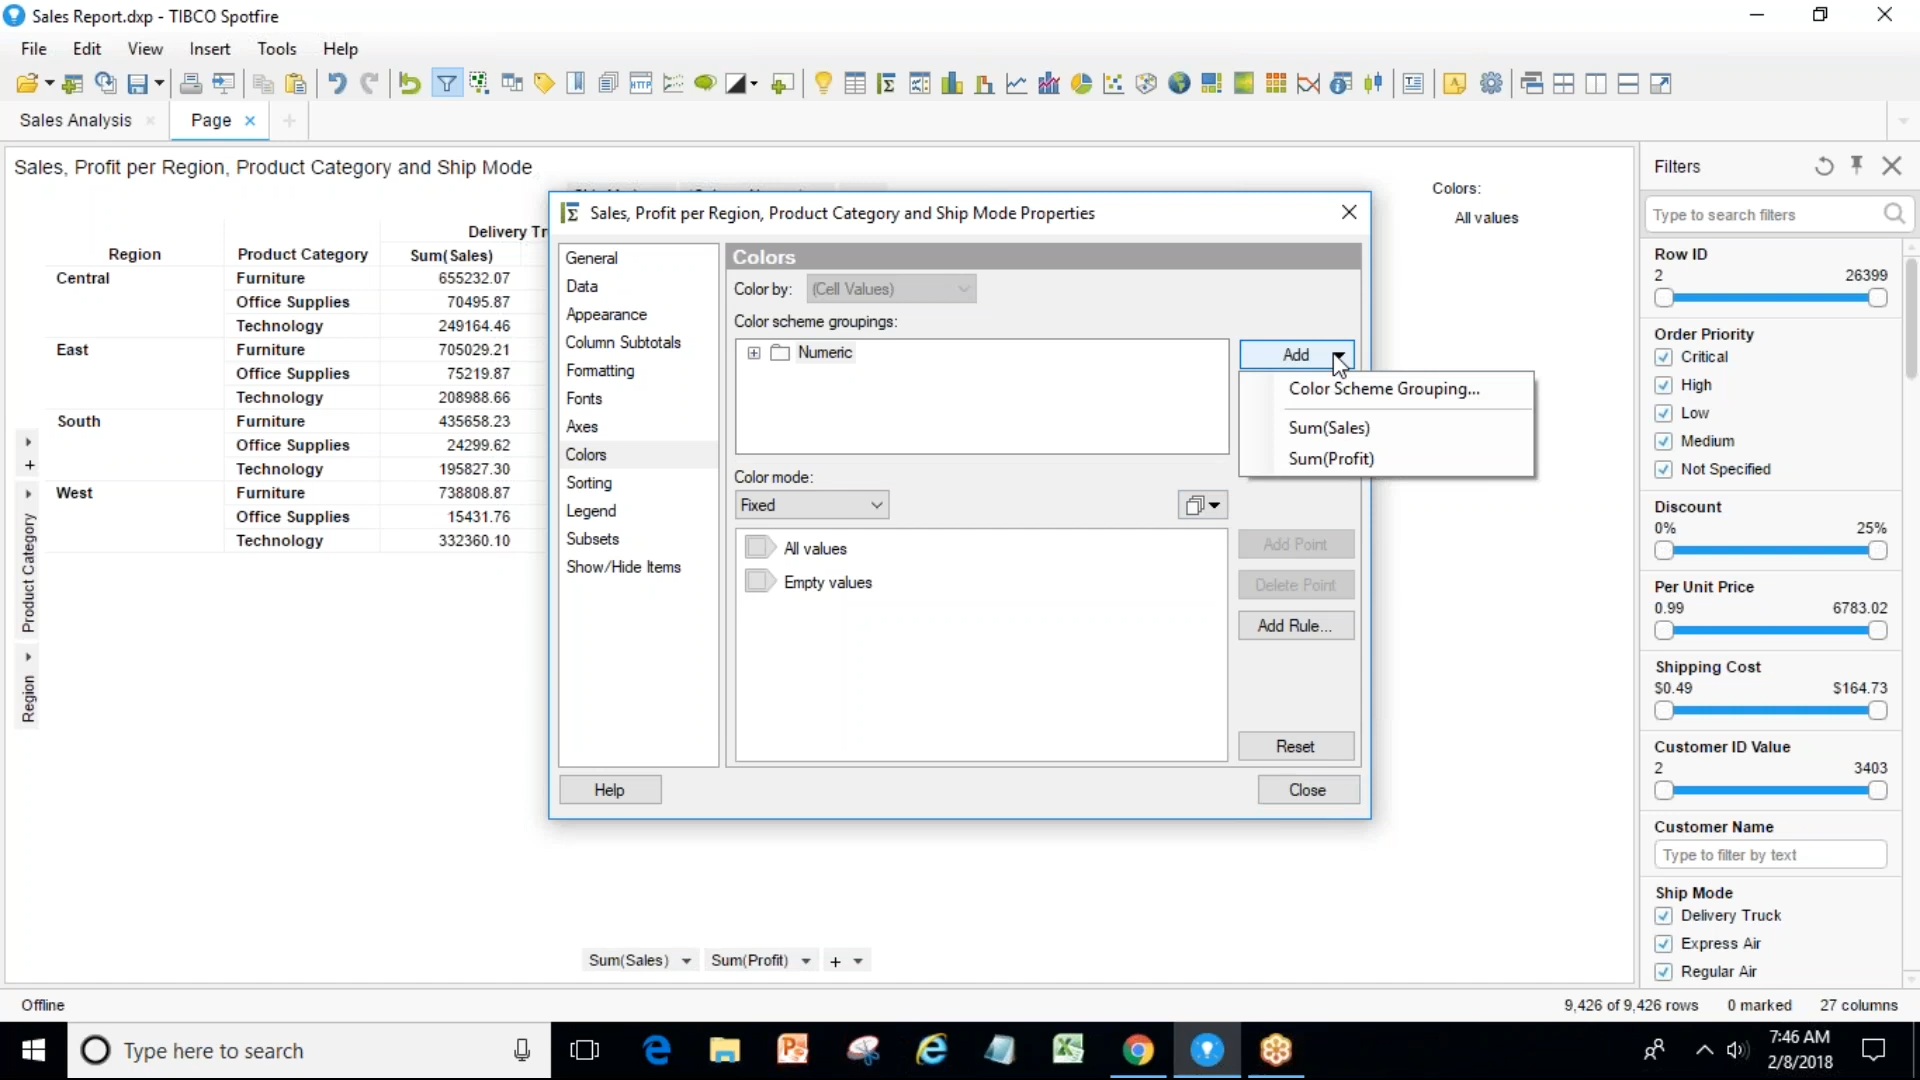 Sales Report.dxp - TIBCO Spotfire
File Edit View Insert Tools Help
Sales Analysis Page
Sales, Profit per Region, Product Category and Ship Mode
Delivery Tr
Region Product Category Sum(Sales)
Central Furniture 655232.07
Office Supplies 70495.87
Technology 249164.46
East Furniture 705029.21
Office Supplies 75219.87
Technology 208988.66
South Furniture 435658.23
Office Supplies 24299.62
Technology 195827.30
West Furniture 738808.87
Office Supplies 15431.76
Technology 332360.10
Product Category
Region
Sales, Profit per Region, Product Category and Ship Mode Properties
General
Data
Appearance
Column Subtotals
Formatting
Fonts
Axes
Colors
Sorting
Legend
Subsets
Show/Hide Items
Colors
Color by: (Cell Values)
Color scheme groupings:
Numeric
Add
Color Scheme Grouping...
Sum(Sales)
Sum(Profit)
Color mode:
Fixed
All values
Empty values
Add Point
Delete Point
Add Rule...
Reset
Help
Close
Sum(Sales) Sum(Profit) +
Colors:
All values
Filters
Type to search filters
Row ID
2 26399
Order Priority
Critical
High
Low
Medium
Not Specified
Discount
0% 25%
Per Unit Price
0.99 6783.02
Shipping Cost
$0.49 $164.73
Customer ID Value
2 3403
Customer Name
Type to filter by text
Ship Mode
Delivery Truck
Express Air
Regular Air
Offline
9,426 of 9,426 rows 0 marked 27 columns
Type here to search
7:46 AM
2/8/2018